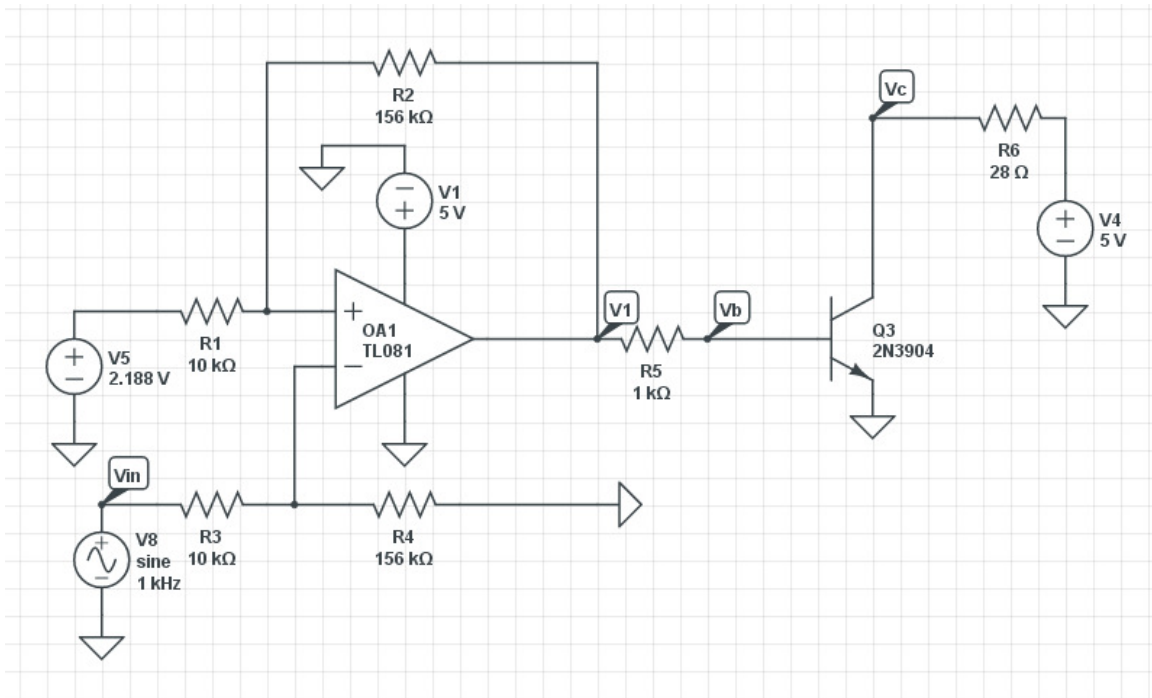 R2
156 kΩ
Vc
R6
28 Ω
V1
5 V
V4
5 V
+
−
+
−
R1
10 kΩ
+
OA1
TL081
−
V1
Vb
R5
1 kΩ
Q3
2N3904
+
−
V5
2.188 V
Vin
R3
10 kΩ
R4
156 kΩ
+
−
V8
sine
1 kHz